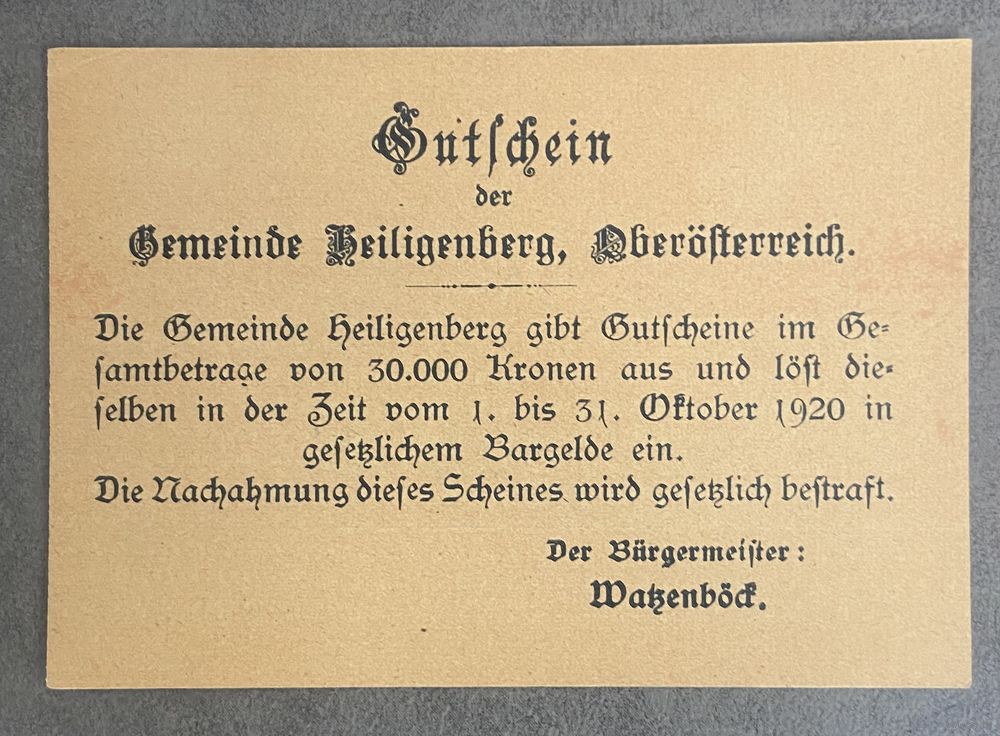 Gutschein
der
Gemeinde Heiligenberg, Oberösterreich.
Die Gemeinde Heiligenberg gibt Gutscheine im Ge-
samtbetrage von 30.000 Kronen aus und löst die-
selben in der Zeit vom 1. bis 31. Oktober 1920 in
gesetzlichem Bargelde ein.
Die Nachahmung dieses Scheines wird gesetzlich bestraft.
Der Bürgermeister:
Watzenböck.